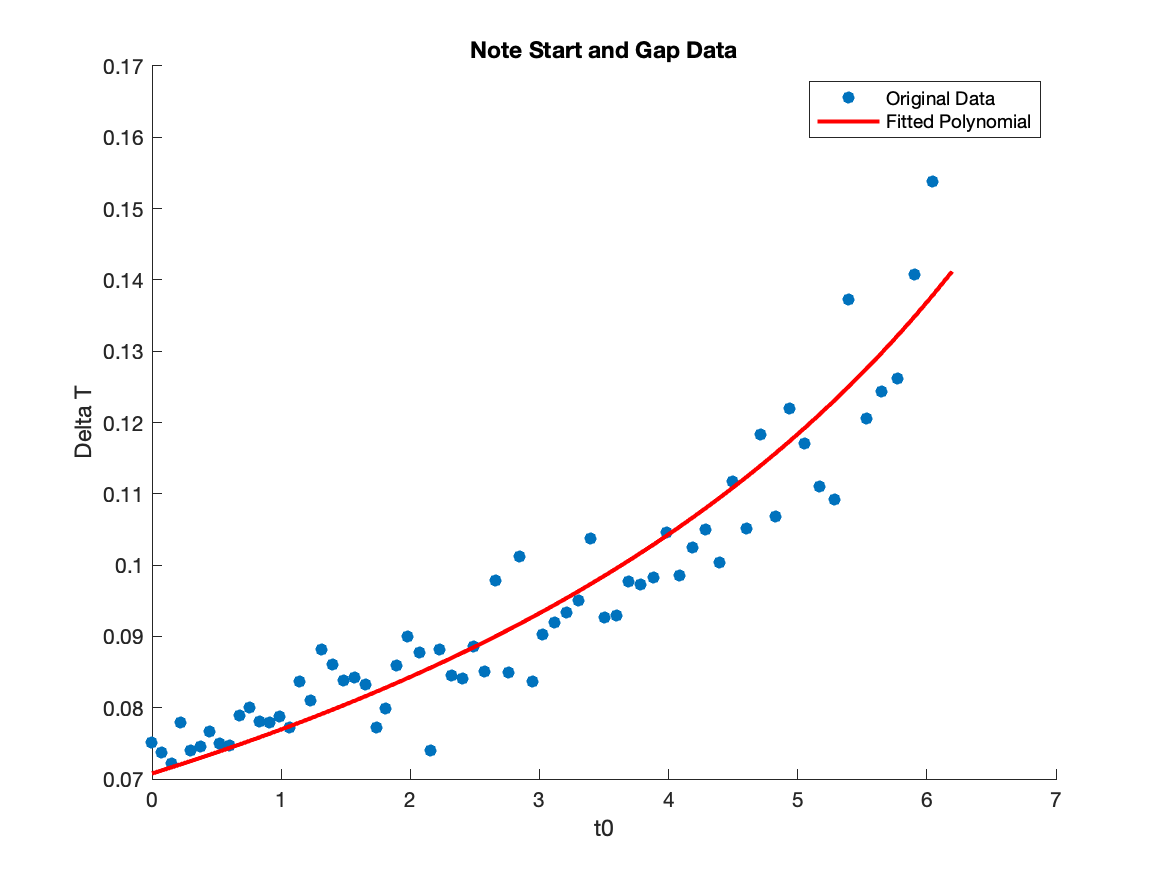 Note Start and Gap Data
Original Data
Fitted Polynomial
0.17
0.16
0.15
0.14
0.13
0.12
0.11
0.1
0.09
0.08
0.07
Delta T
0 1 2 3 4 5 6 7
t0